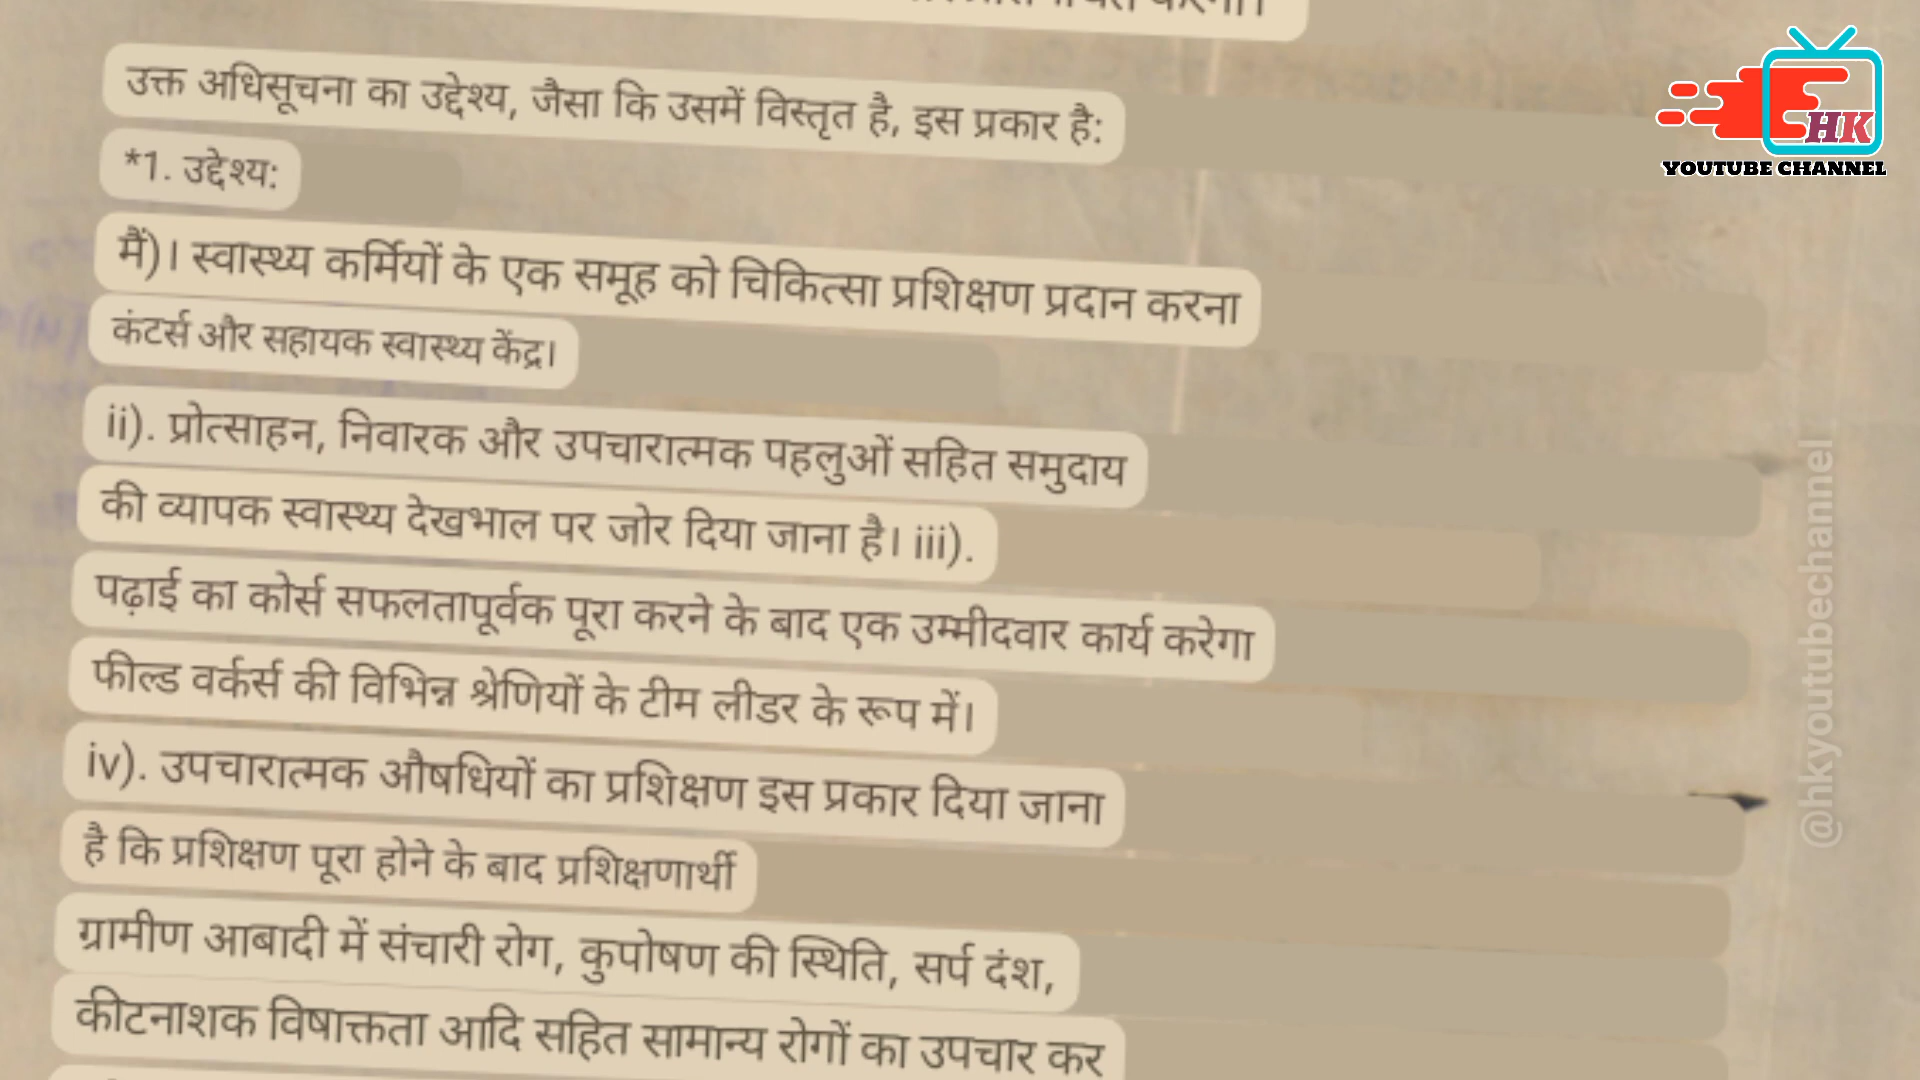 उक्त अधिसूचना का उद्देश्य, जैसा कि उसमें विस्तृत है, इस प्रकार है:
*1. उद्देश्य:
मैं)। स्वास्थ्य कर्मियों के एक समूह को चिकित्सा प्रशिक्षण प्रदान करना
कंटर्स और सहायक स्वास्थ्य केंद्र।
ii). प्रोत्साहन, निवारक और उपचारात्मक पहलुओं सहित समुदाय
की व्यापक स्वास्थ्य देखभाल पर जोर दिया जाना है। iii).
पढ़ाई का कोर्स सफलतापूर्वक पूरा करने के बाद एक उम्मीदवार कार्य करेगा
फील्ड वर्कर्स की विभिन्न श्रेणियों के टीम लीडर के रूप में।
iv). उपचारात्मक औषधियों का प्रशिक्षण इस प्रकार दिया जाना
है कि प्रशिक्षण पूरा होने के बाद प्रशिक्षणार्थी
ग्रामीण आबादी में संचारी रोग, कुपोषण की स्थिति, सर्प दंश,
कीटनाशक विषाक्तता आदि सहित सामान्य रोगों का उपचार कर
HK
YOUTUBE CHANNEL
@hkyoutubechannel